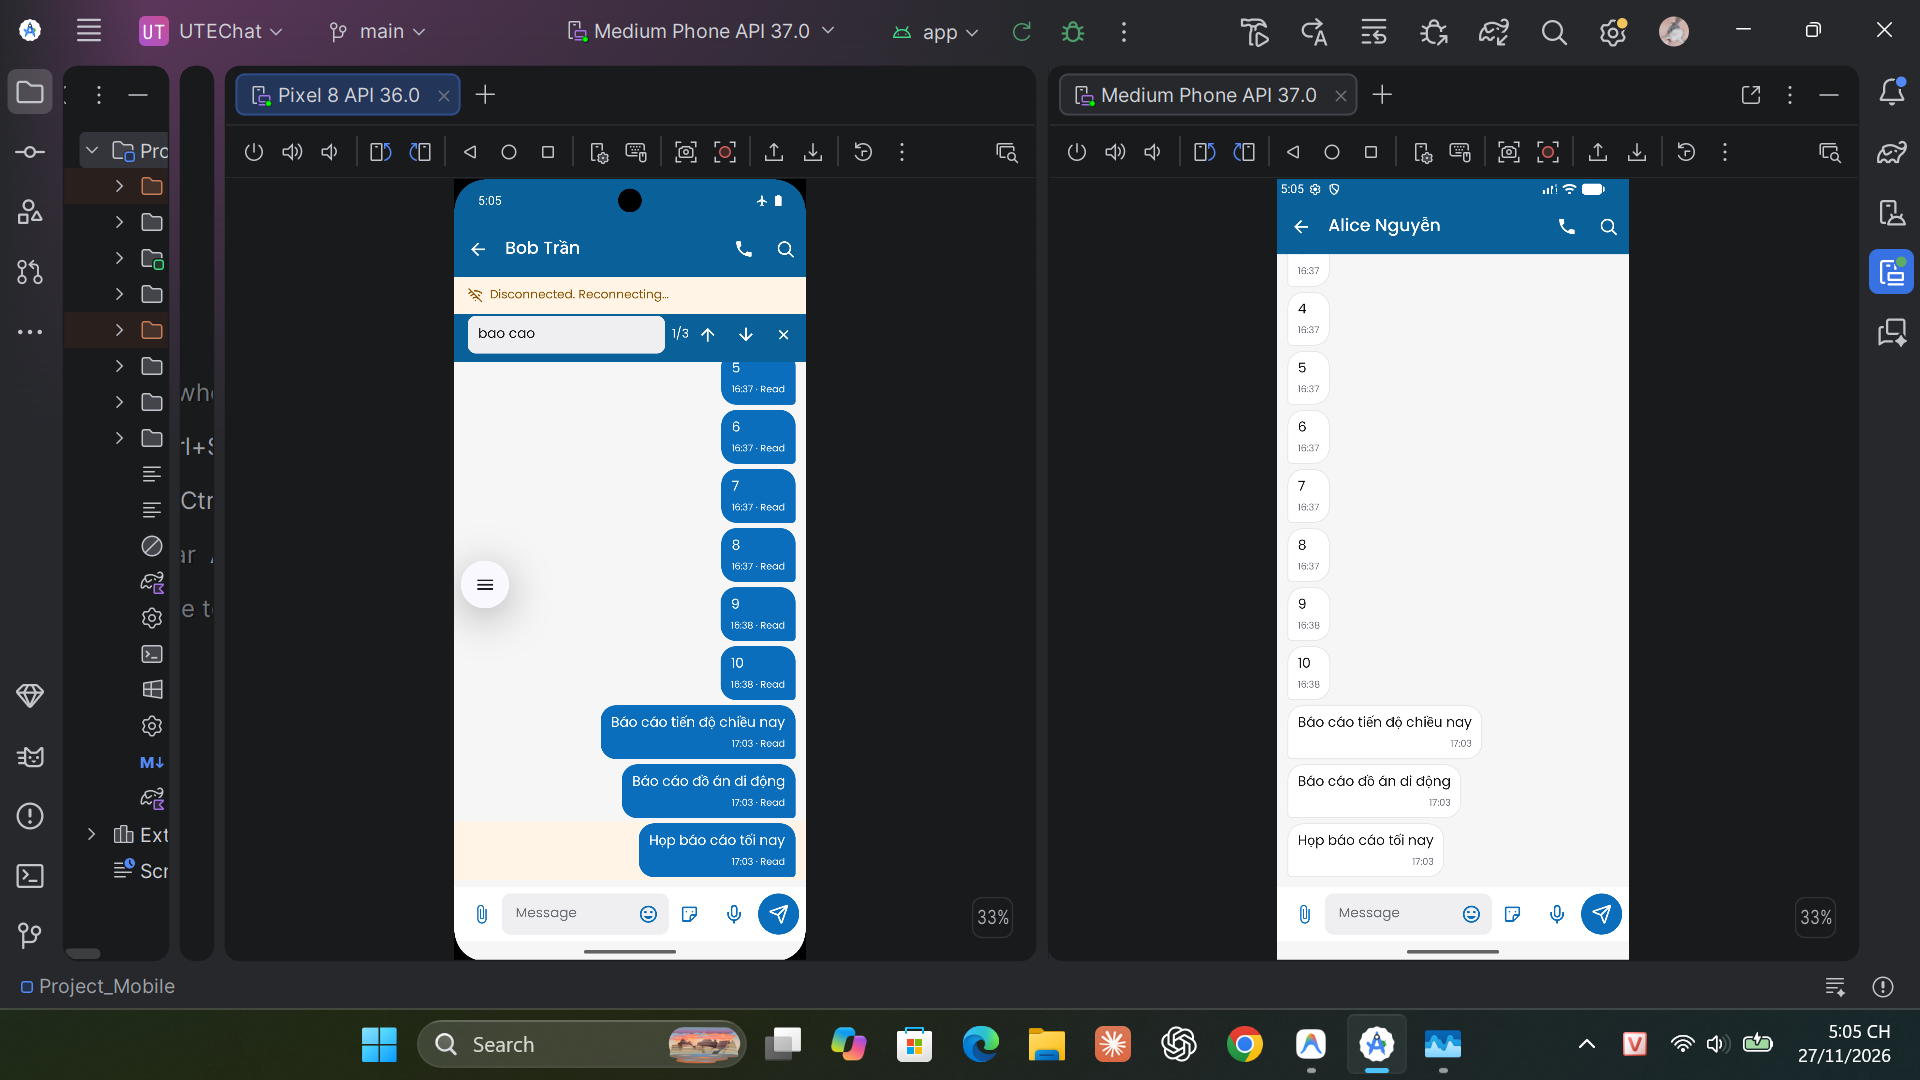 UT UTEChat main Medium Phone API 37.0 app
Pixel 8 API 36.0
Medium Phone API 37.0
Pro
Ext
Scr
M↓
Ctr
33%
5:05
Bob Trần
Disconnected. Reconnecting...
bao cao 1/3
5
16:37 · Read
6
16:37 · Read
7
16:37 · Read
8
16:37 · Read
9
16:38 · Read
10
16:38 · Read
Báo cáo tiến độ chiều nay
17:03 · Read
Báo cáo đồ án di động
17:03 · Read
Họp báo cáo tối nay
17:03 · Read
Message
5:05
Alice Nguyễn
16:37
4
16:37
5
16:37
6
16:37
7
16:37
8
16:37
9
16:38
10
16:38
Báo cáo tiến độ chiều nay
17:03
Báo cáo đồ án di động
17:03
Họp báo cáo tối nay
17:03
Message
33%
Project_Mobile
Search
V
5:05 CH
27/11/2026